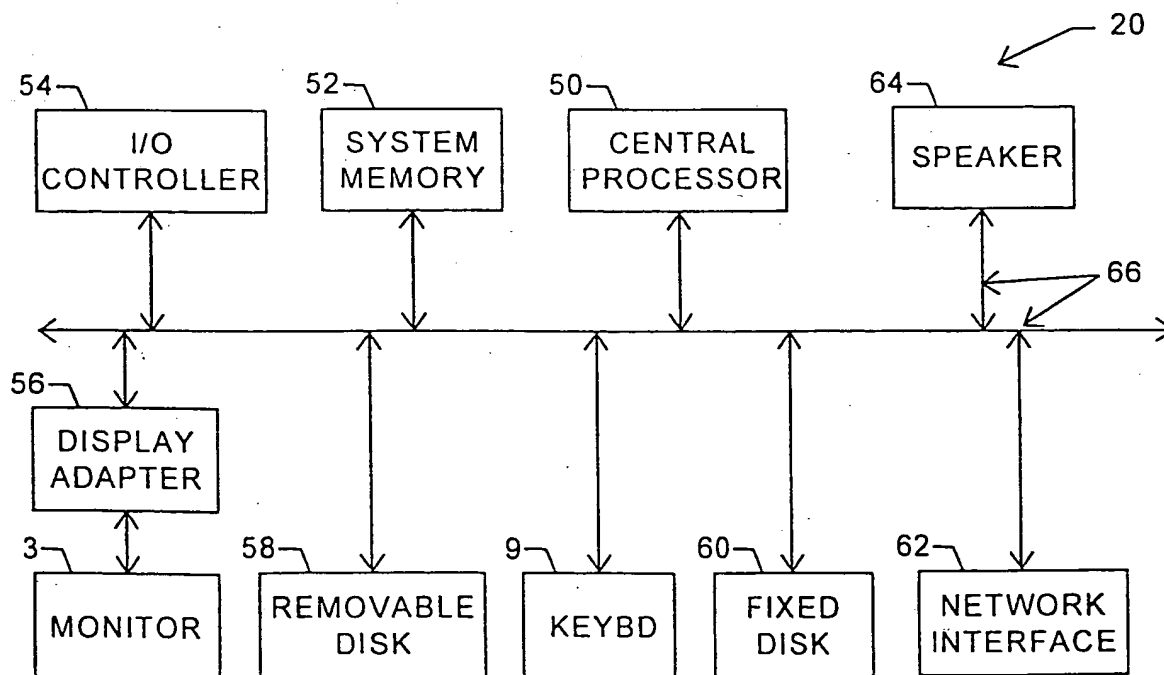 20
54
52
50
64
I/O
CONTROLLER
SYSTEM
MEMORY
CENTRAL
PROCESSOR
SPEAKER
66
56
DISPLAY
ADAPTER
3
58
9
60
62
MONITOR
REMOVABLE
DISK
KEYBD
FIXED
DISK
NETWORK
INTERFACE